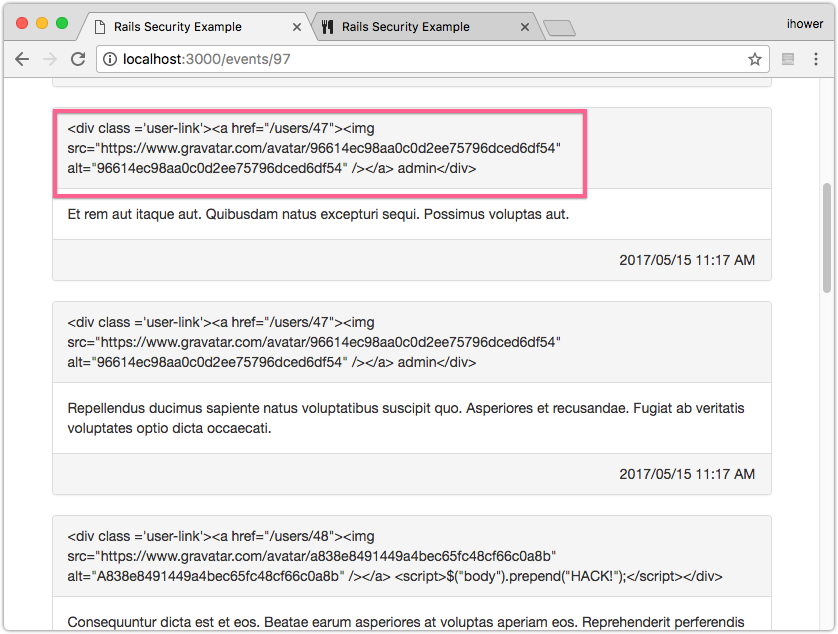 Rails Security Example
Rails Security Example
ihower
localhost:3000/events/97
<div class ='user-link'><a href="/users/47"><img
src="https://www.gravatar.com/avatar/96614ec98aa0c0d2ee75796dced6df54"
alt="96614ec98aa0c0d2ee75796dced6df54" /></a> admin</div>
Et rem aut itaque aut. Quibusdam natus excepturi sequi. Possimus voluptas aut.
2017/05/15 11:17 AM
<div class ='user-link'><a href="/users/47"><img
src="https://www.gravatar.com/avatar/96614ec98aa0c0d2ee75796dced6df54"
alt="96614ec98aa0c0d2ee75796dced6df54" /></a> admin</div>
Repellendus ducimus sapiente natus voluptatibus suscipit quo. Asperiores et recusandae. Fugiat ab veritatis
voluptates optio dicta occaecati.
2017/05/15 11:17 AM
<div class ='user-link'><a href="/users/48"><img
src="https://www.gravatar.com/avatar/a838e8491449a4bec65fc48cf66c0a8b"
alt="A838e8491449a4bec65fc48cf66c0a8b" /></a> <script>$("body").prepend("HACK!");</script></div>
Consequuntur dicta est et eos. Beatae earum asperiores at voluptas aperiam eos. Reprehenderit perferendis